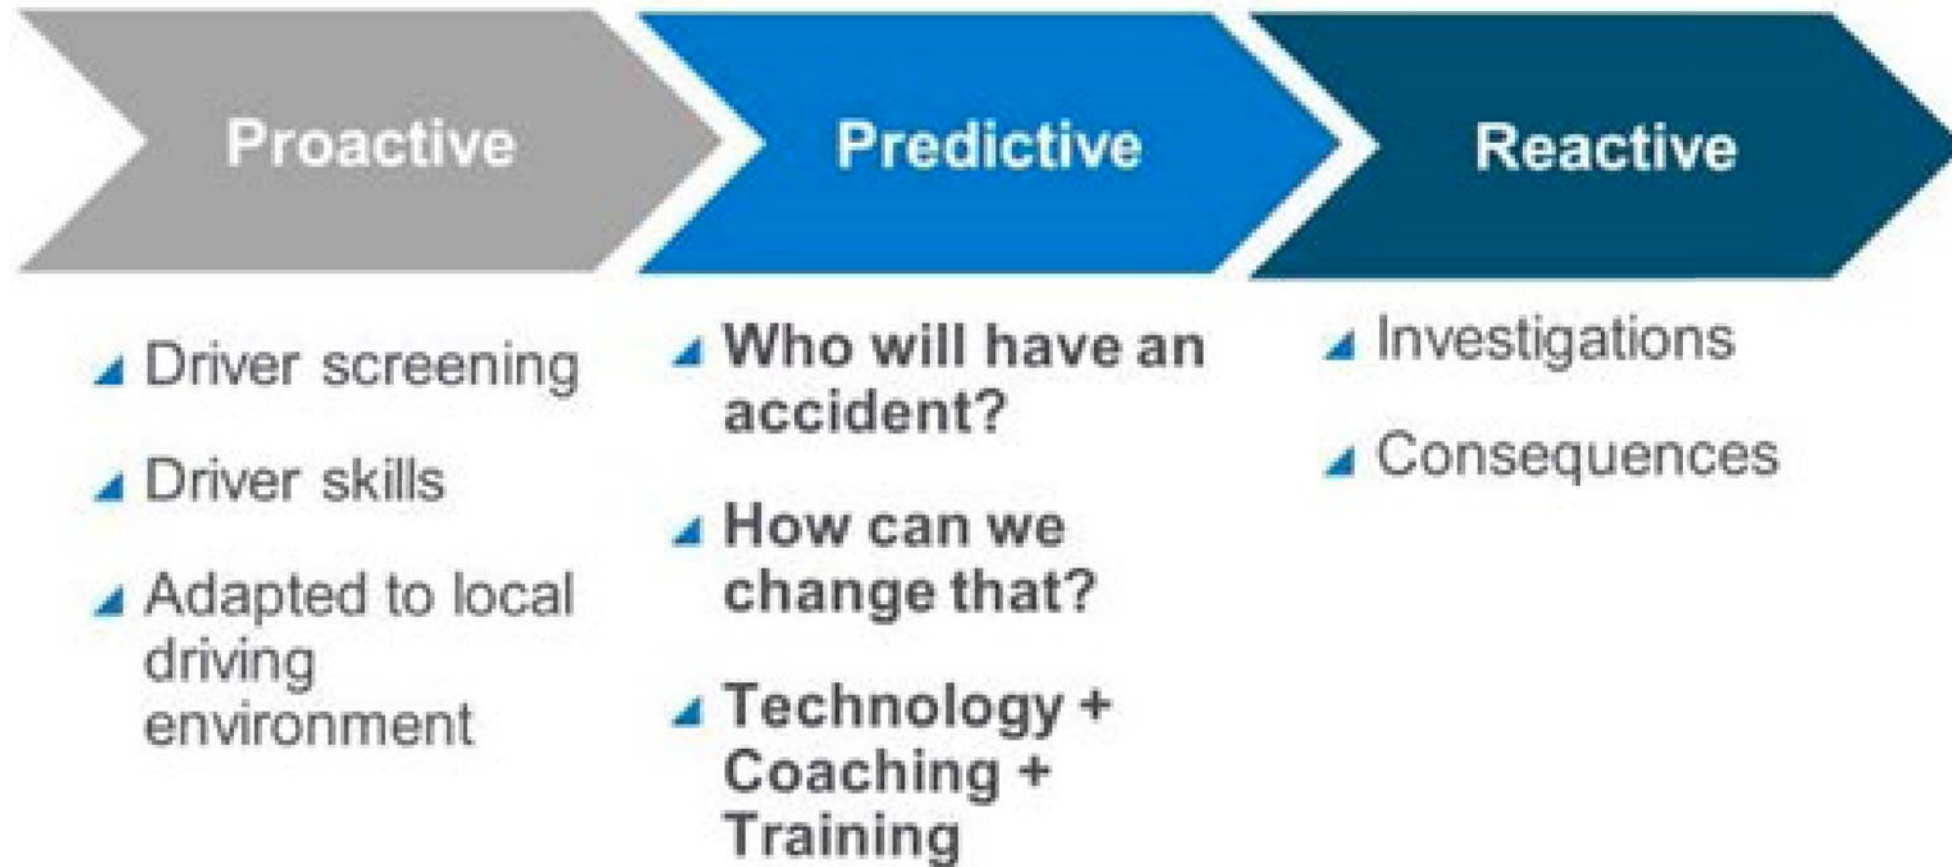 Proactive
Driver screening
Driver skills
Adapted to local
driving
environment
Predictive
Who will have an
accident?
How can we
change that?
Technology +
Coaching +
Training
Reactive
Investigations
Consequences